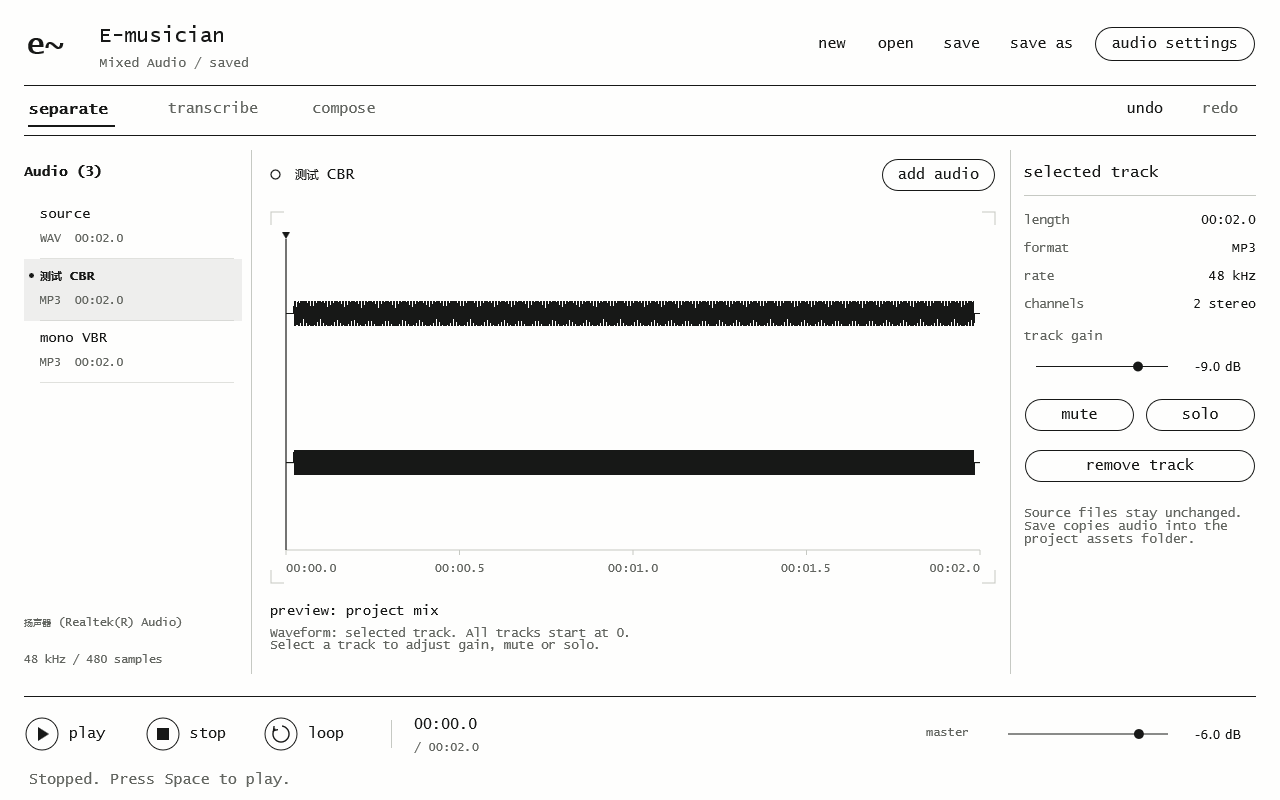 e~
E-musician
Mixed Audio / saved
new open save save as audio settings
separate transcribe compose
undo redo
Audio (3)
source
WAV 00:02.0
测试 CBR
MP3 00:02.0
mono VBR
MP3 00:02.0
扬声器 (Realtek(R) Audio)
48 kHz / 480 samples
测试 CBR
add audio
00:00.0 00:00.5 00:01.0 00:01.5 00:02.0
preview: project mix
Waveform: selected track. All tracks start at 0.
Select a track to adjust gain, mute or solo.
selected track
length 00:02.0
format MP3
rate 48 kHz
channels 2 stereo
track gain
-9.0 dB
mute solo
remove track
Source files stay unchanged.
Save copies audio into the
project assets folder.
play stop loop
00:00.0
/ 00:02.0
master -6.0 dB
Stopped. Press Space to play.